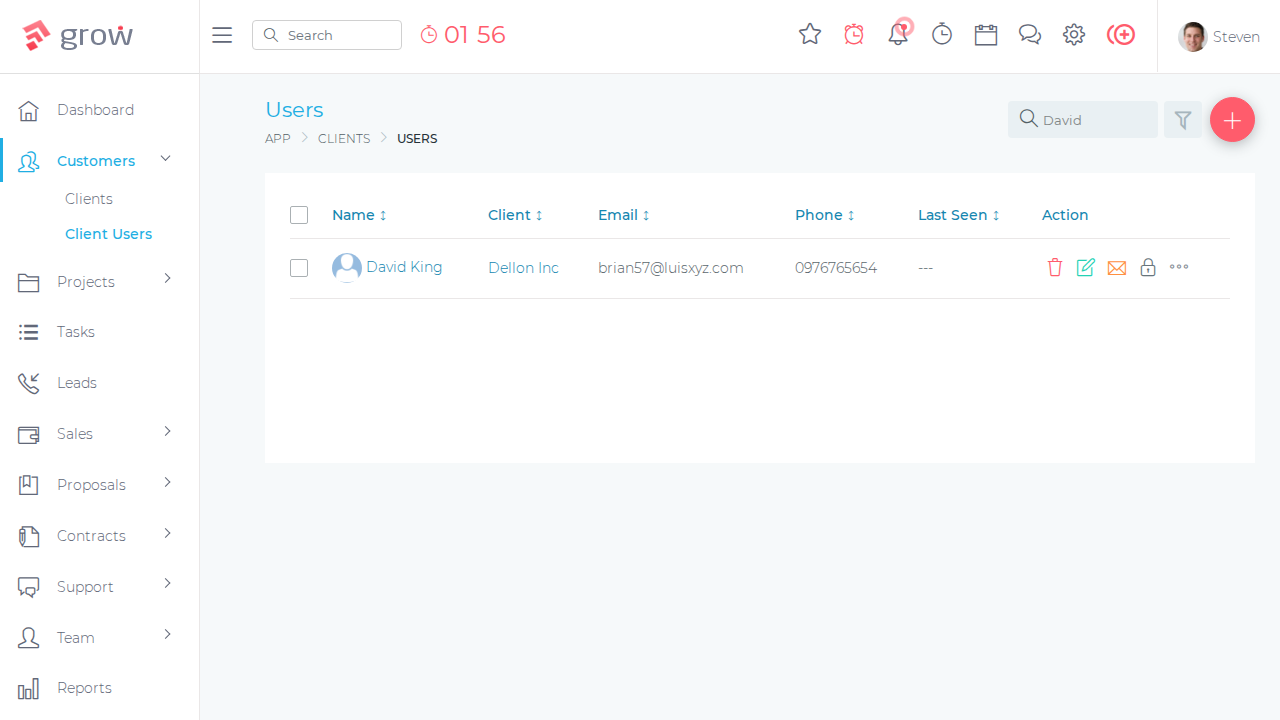 grow
Search
01 56
Steven
Dashboard
Customers
Clients
Client Users
Projects
Tasks
Leads
Sales
Proposals
Contracts
Support
Team
Reports
Users
APP CLIENTS USERS
David
Name Client Email Phone Last Seen Action
David King Dellon Inc brian57@luisxyz.com 0976765654 ---